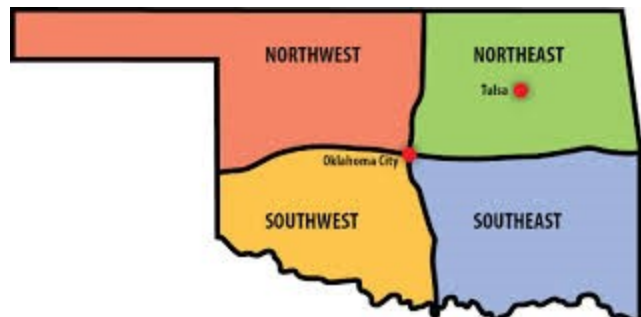 NORTHWEST
NORTHEAST
Tulsa
Oklahoma City
SOUTHWEST
SOUTHEAST